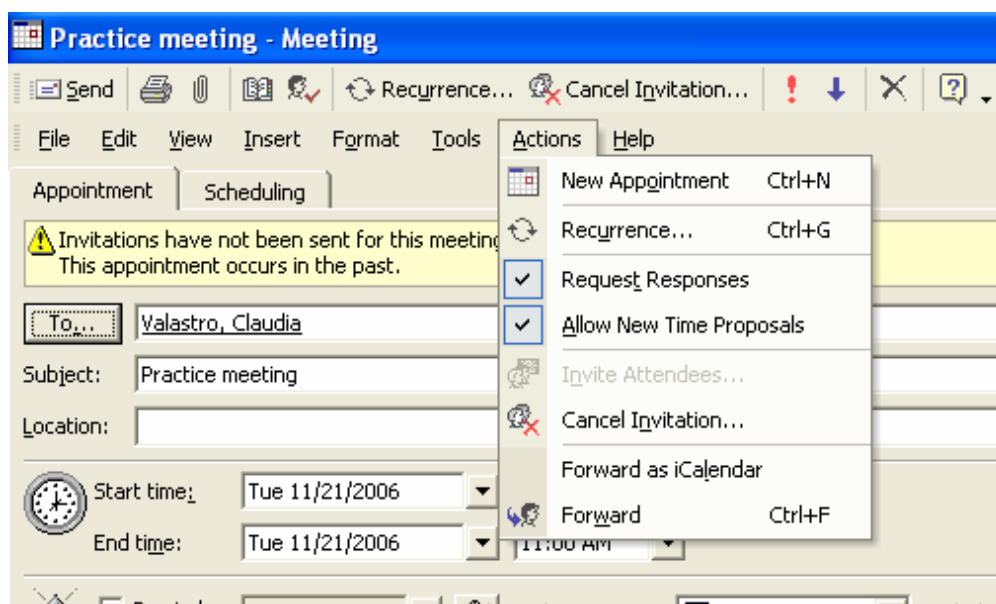 Practice meeting - Meeting
Send Recurrence... Cancel Invitation...
File Edit View Insert Format Tools Actions Help
Appointment Scheduling
New Appointment Ctrl+N
Recurrence... Ctrl+G
Request Responses
Allow New Time Proposals
Invite Attendees...
Cancel Invitation...
Forward as iCalendar
Forward Ctrl+F
Invitations have not been sent for this meeting
This appointment occurs in the past.
To... Valastro, Claudia
Subject: Practice meeting
Location:
Start time: Tue 11/21/2006
End time: Tue 11/21/2006 11:00 AM